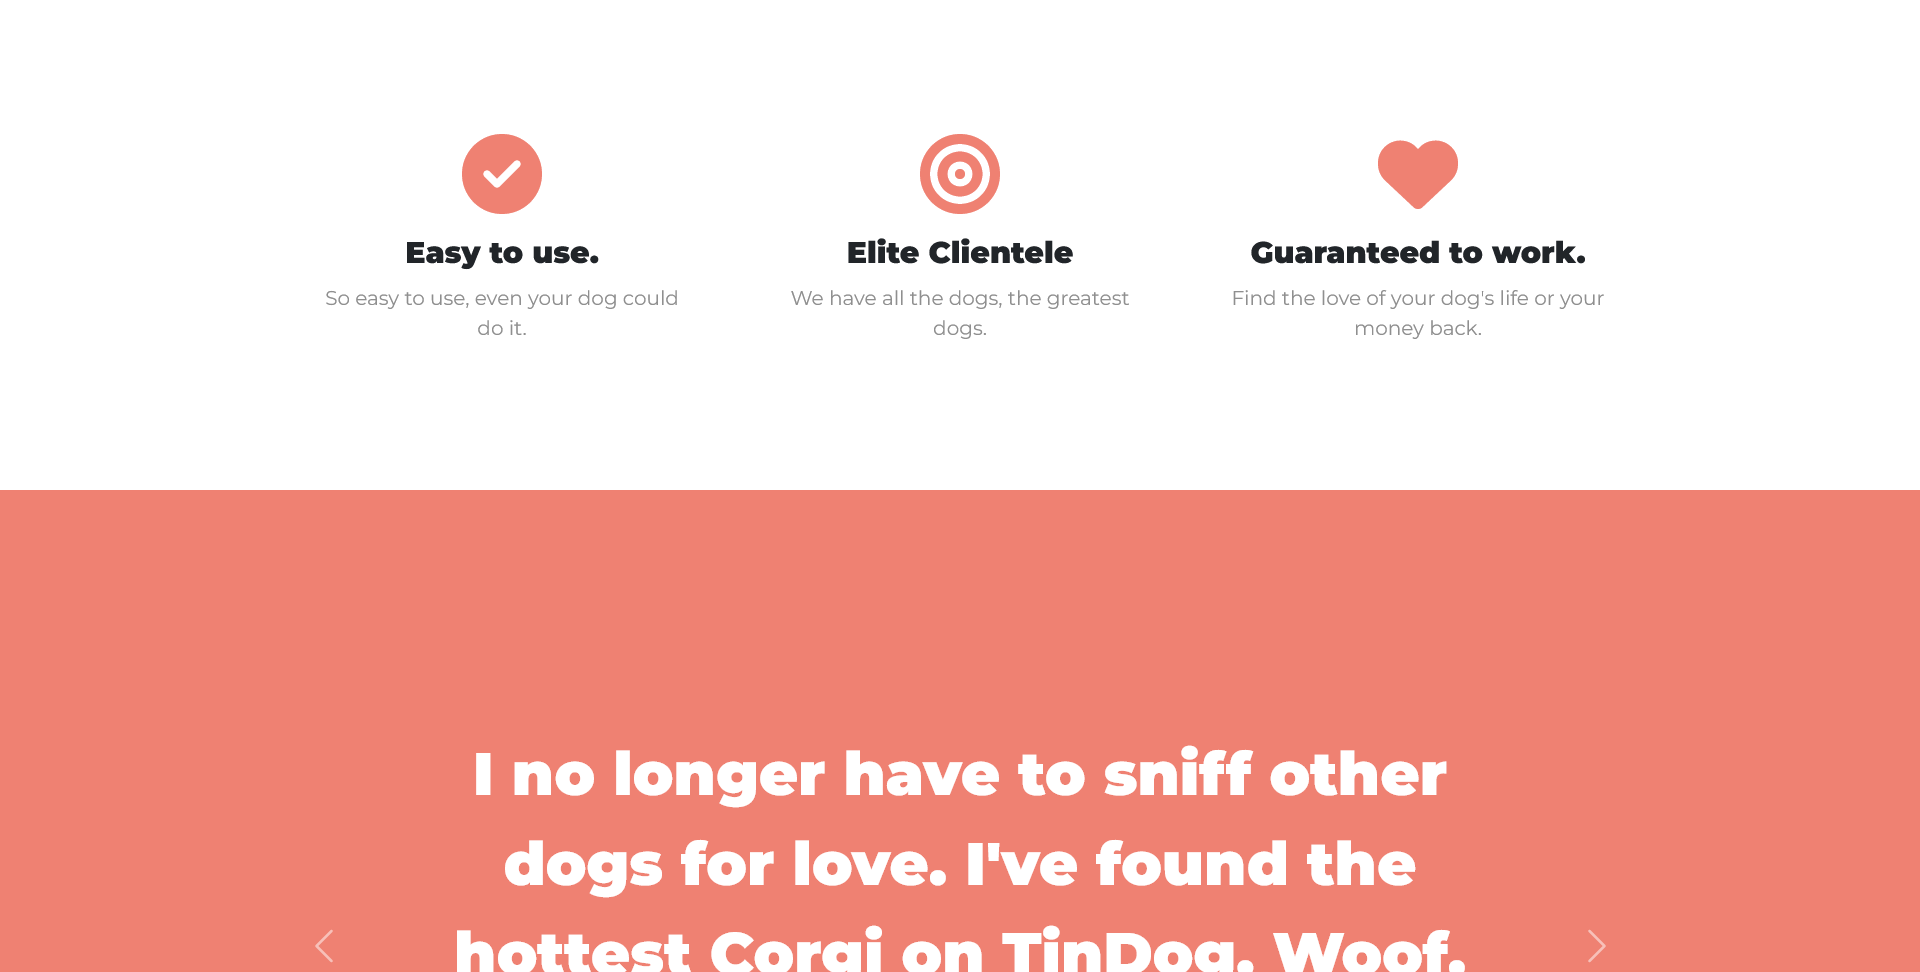 Easy to use.
So easy to use, even your dog could
do it.
Elite Clientele
We have all the dogs, the greatest
dogs.
Guaranteed to work.
Find the love of your dog's life or your
money back.
I no longer have to sniff other
dogs for love. I've found the
hottest Corgi on TinDog. Woof.